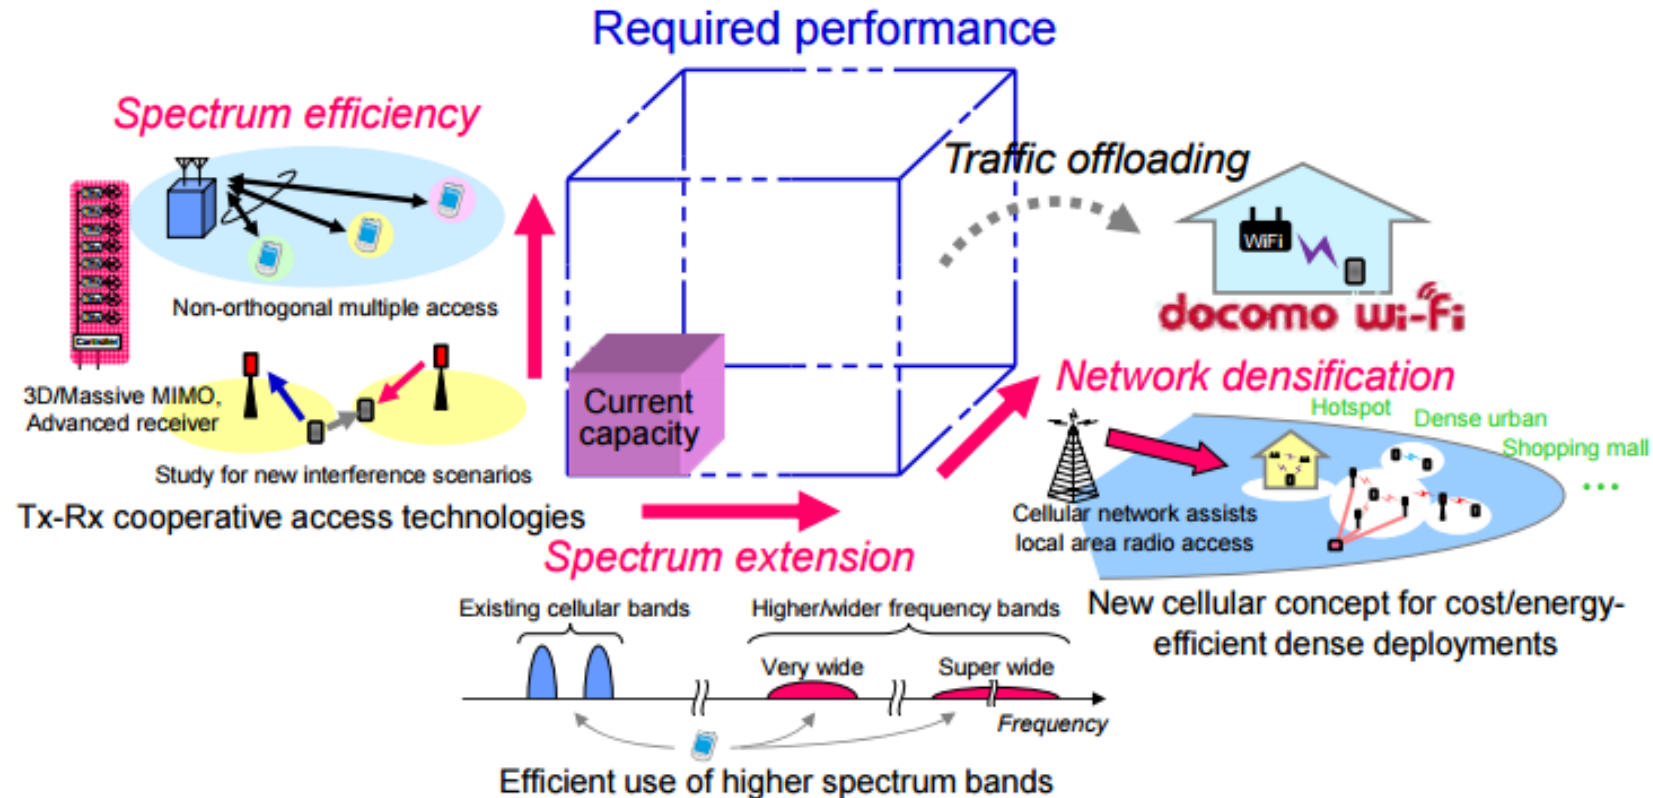 Required performance
Spectrum efficiency
Traffic offloading
WiFi
docomo wi-fi
Non-orthogonal multiple access
Controller
3D/Massive MIMO,
Advanced receiver
Study for new interference scenarios
Tx-Rx cooperative access technologies
Current
capacity
Network densification
Hotspot
Dense urban
Shopping mall
...
Cellular network assists
local area radio access
New cellular concept for cost/energy-
efficient dense deployments
Spectrum extension
Existing cellular bands
Higher/wider frequency bands
Very wide
Super wide
Frequency
Efficient use of higher spectrum bands